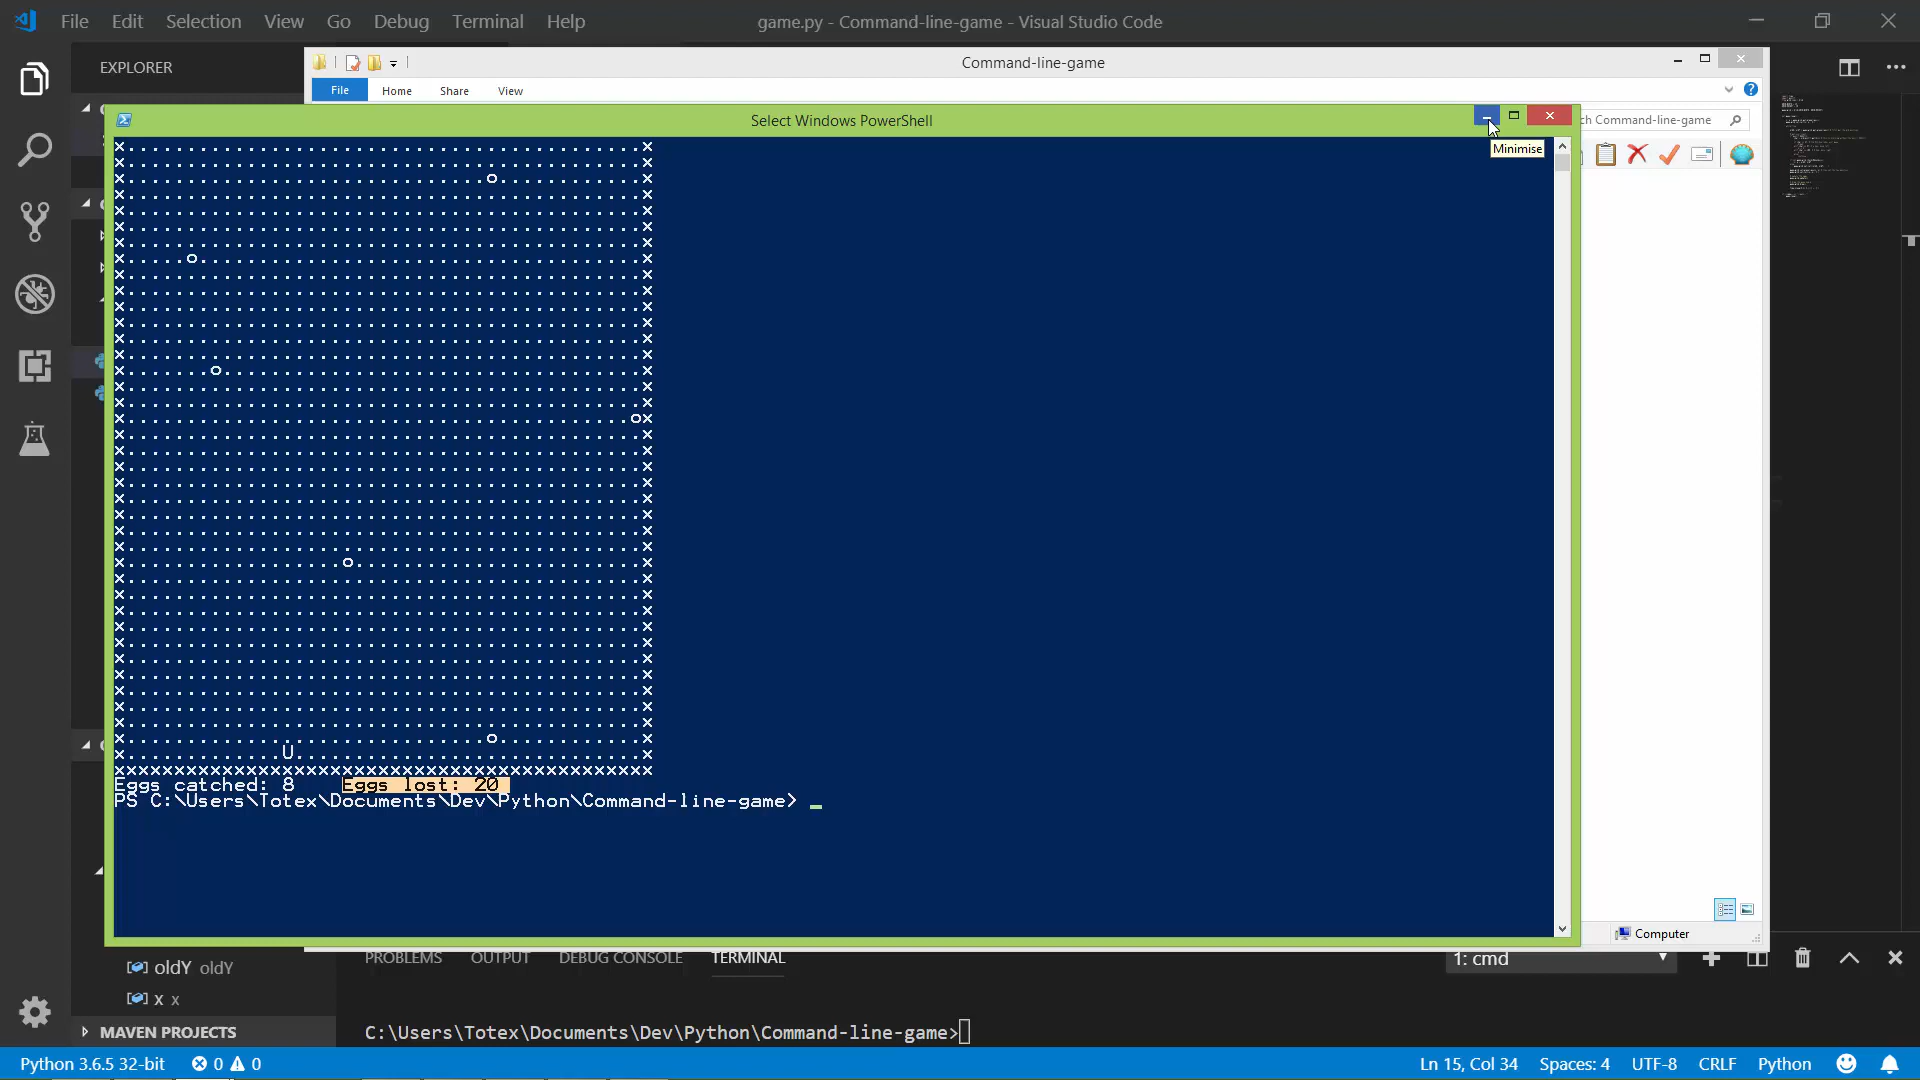 File Edit Selection View Go Debug Terminal Help
game.py - Command-line-game - Visual Studio Code
EXPLORER
Command-line-game
File Home Share View
Select Windows PowerShell
ch Command-line-game
Minimise
Eggs catched: 8 Eggs lost: 20
PS C:\Users\Totex\Documents\Dev\Python\Command-line-game>
Computer
oldY oldY
x x
MAVEN PROJECTS
PROBLEMS OUTPUT DEBUG CONSOLE TERMINAL
1: cmd
C:\Users\Totex\Documents\Dev\Python\Command-line-game>
Python 3.6.5 32-bit 0 0
Ln 15, Col 34 Spaces: 4 UTF-8 CRLF Python